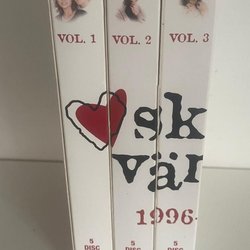 VOL. 1 VOL. 2 VOL. 3
sk
vär
1996-
5 DISC 5 DISC 5 DISC